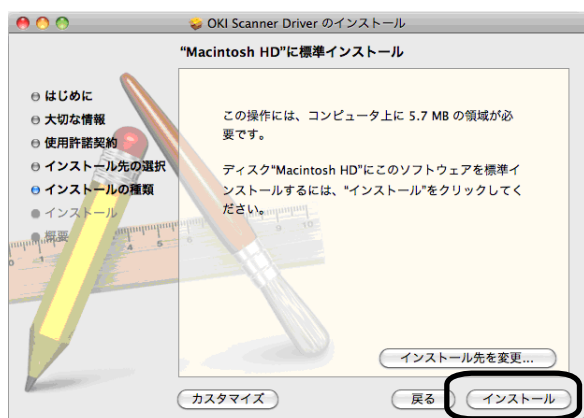 OKI Scanner Driver のインストール
"Macintosh HD"に標準インストール
はじめに
大切な情報
使用許諾契約
インストール先の選択
インストールの種類
インストール
概要
この操作には、コンピュータ上に 5.7 MB の領域が必
要です。
ディスク"Macintosh HD"にこのソフトウェアを標準イ
ンストールするには、"インストール"をクリックしてく
ださい。
インストール先を変更...
カスタマイズ
戻る
インストール